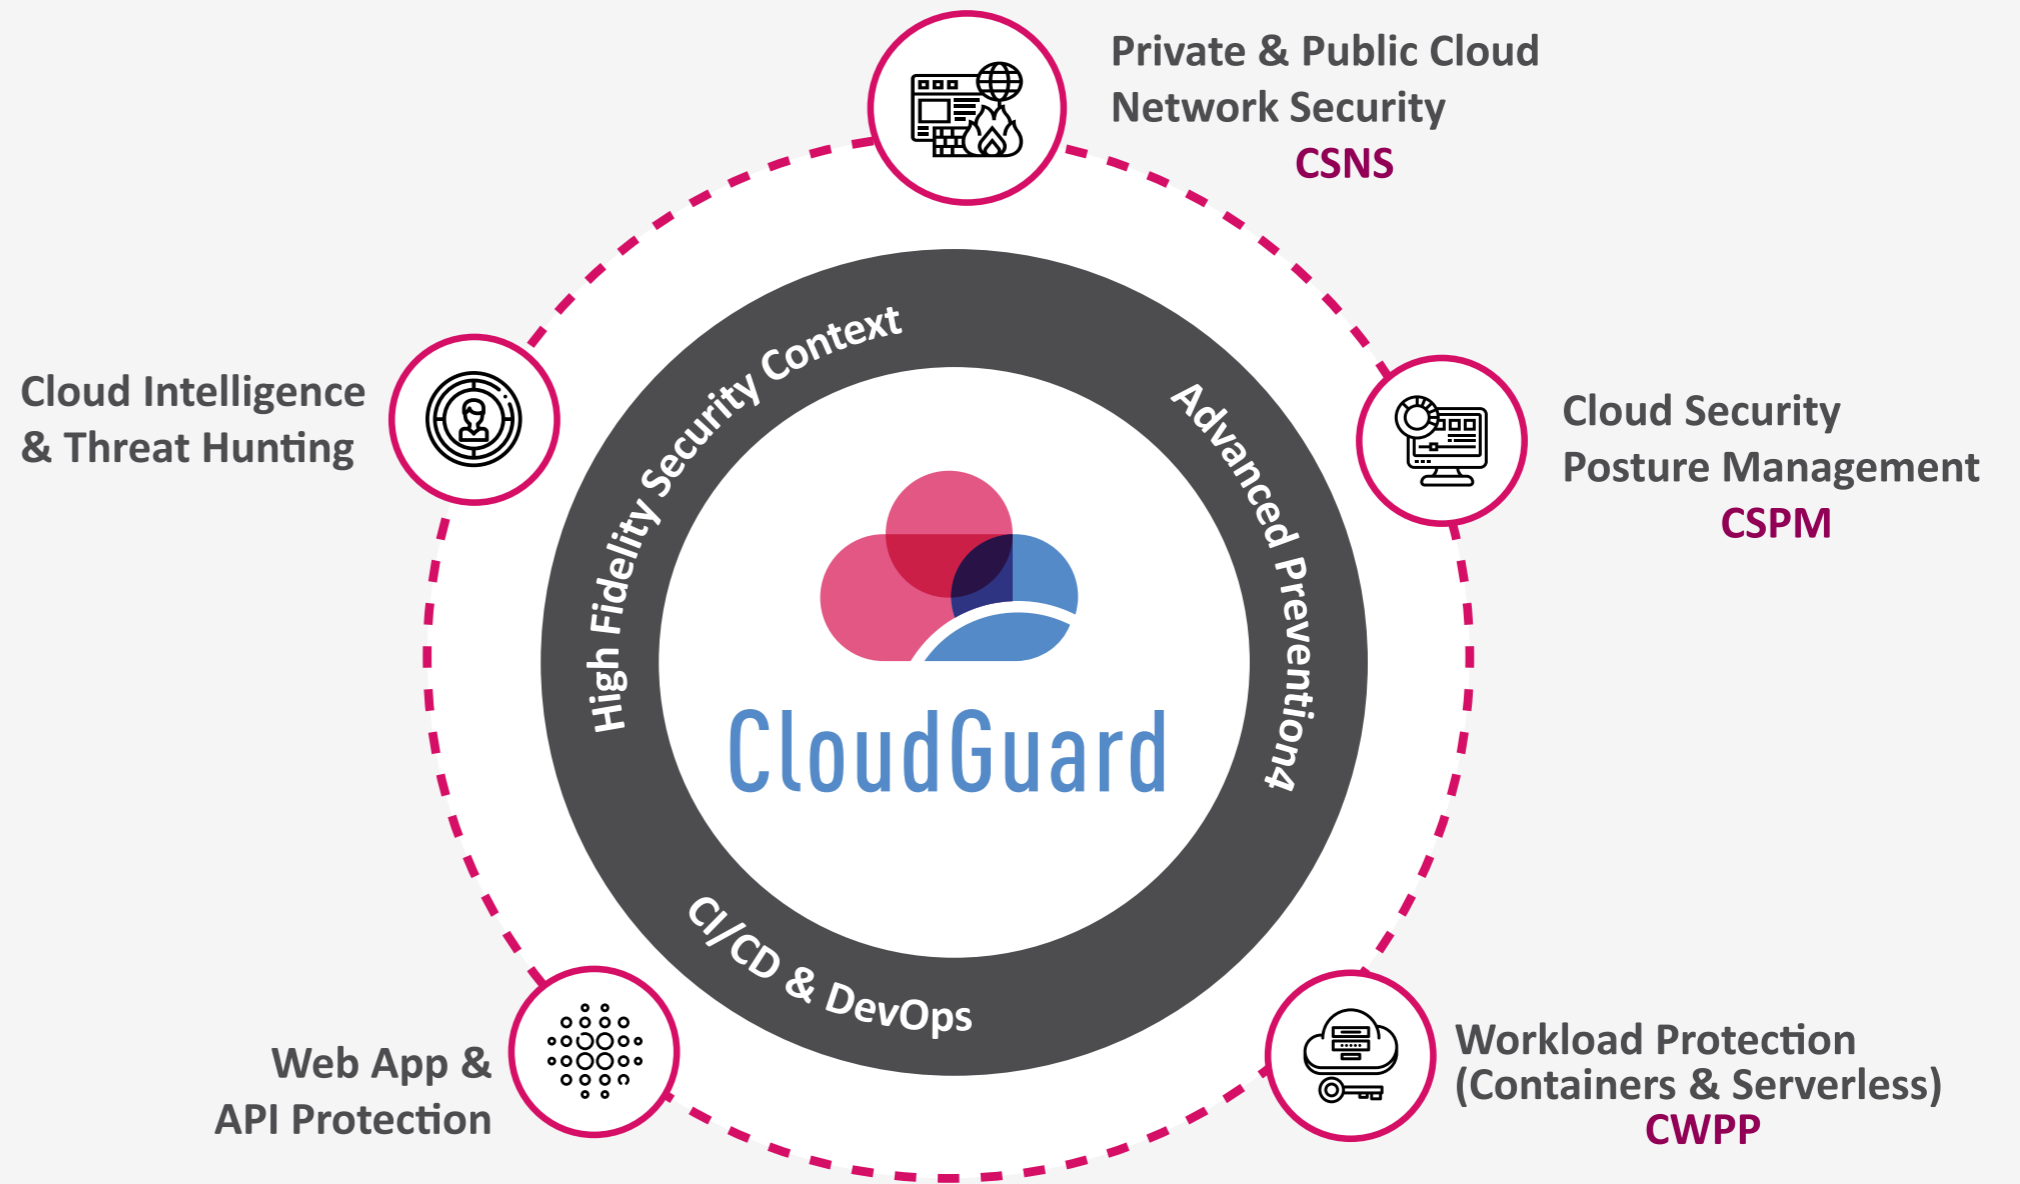 Private & Public Cloud
Network Security
CSNS
Cloud Intelligence
& Threat Hunting
Cloud Security
Posture Management
CSPM
High Fidelity Security Context
Advanced Prevention4
CloudGuard
CI/CD & DevOps
Web App &
API Protection
Workload Protection
(Containers & Serverless)
CWPP